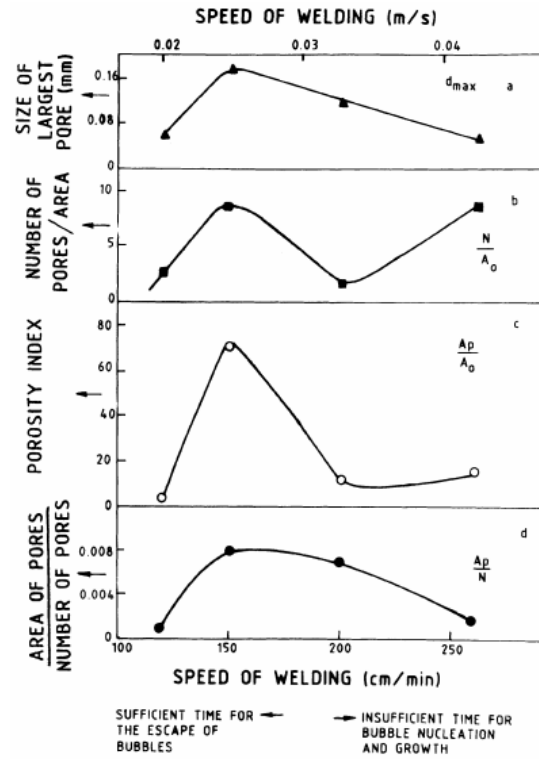 SPEED OF WELDING (m/s)
0.02 0.03 0.04
SIZE OF
LARGEST
PORE (mm)
0.16
0.08
0
dmax a
NUMBER OF
PORES/AREA
10
5
0
b
N
Ao
POROSITY INDEX
80
60
40
20
0
c
Ap
Ao
AREA OF PORES
NUMBER OF PORES
0.008
0.004
0
d
Ap
N
100 150 200 250
SPEED OF WELDING (cm/min)
SUFFICIENT TIME FOR ←
THE ESCAPE OF
BUBBLES
→ INSUFFICIENT TIME FOR
BUBBLE NUCLEATION
AND GROWTH